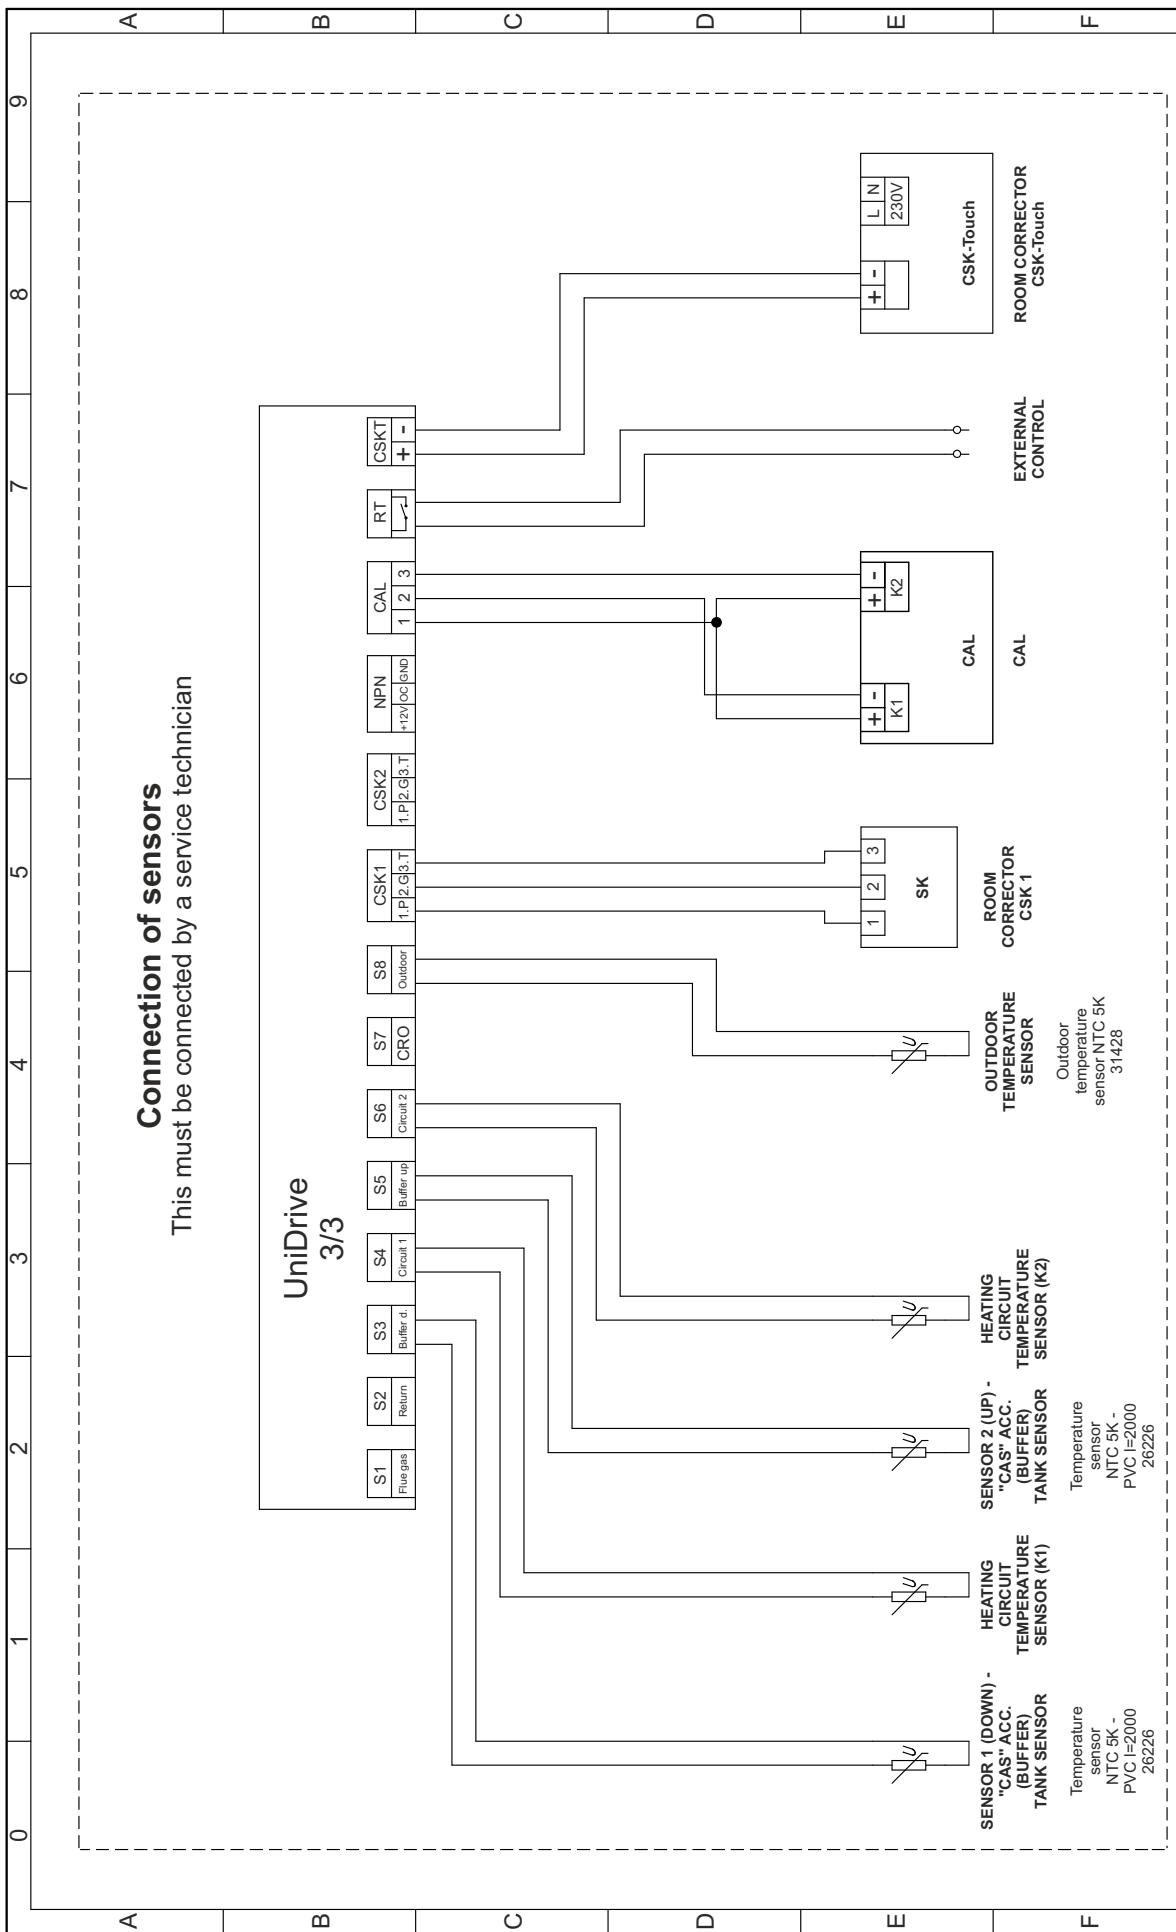 0 1 2 3 4 5 6 7 8 9
A
B
C
D
E
F
A
B
C
D
E
F
Connection of sensors
This must be connected by a service technician
UniDrive
3/3
S1
Flue gas
S2
Return
S3
Buffer d.
S4
Circuit 1
S5
Buffer up
S6
Circuit 2
S7
CRO
S8
Outdoor
CSK1
1.P 2.G 3.T
CSK2
1.P 2.G 3.T
NPN
+12V OC GND
CAL
1 2 3
RT
CSKT
+ -
U
U
U
U
U
1 2 3
SK
+ -
K1
+ -
K2
CAL
+ -
L N
230V
CSK-Touch
SENSOR 1 (DOWN) -
"CAS" ACC.
(BUFFER)
TANK SENSOR
Temperature
sensor
NTC 5K -
PVC l=2000
26226
HEATING
CIRCUIT
TEMPERATURE
SENSOR (K1)
SENSOR 2 (UP) -
"CAS" ACC.
(BUFFER)
TANK SENSOR
Temperature
sensor
NTC 5K -
PVC l=2000
26226
HEATING
CIRCUIT
TEMPERATURE
SENSOR (K2)
OUTDOOR
TEMPERATURE
SENSOR
Outdoor
temperature
sensor NTC 5K
31428
ROOM
CORRECTOR
CSK 1
CAL
EXTERNAL
CONTROL
ROOM CORRECTOR
CSK-Touch